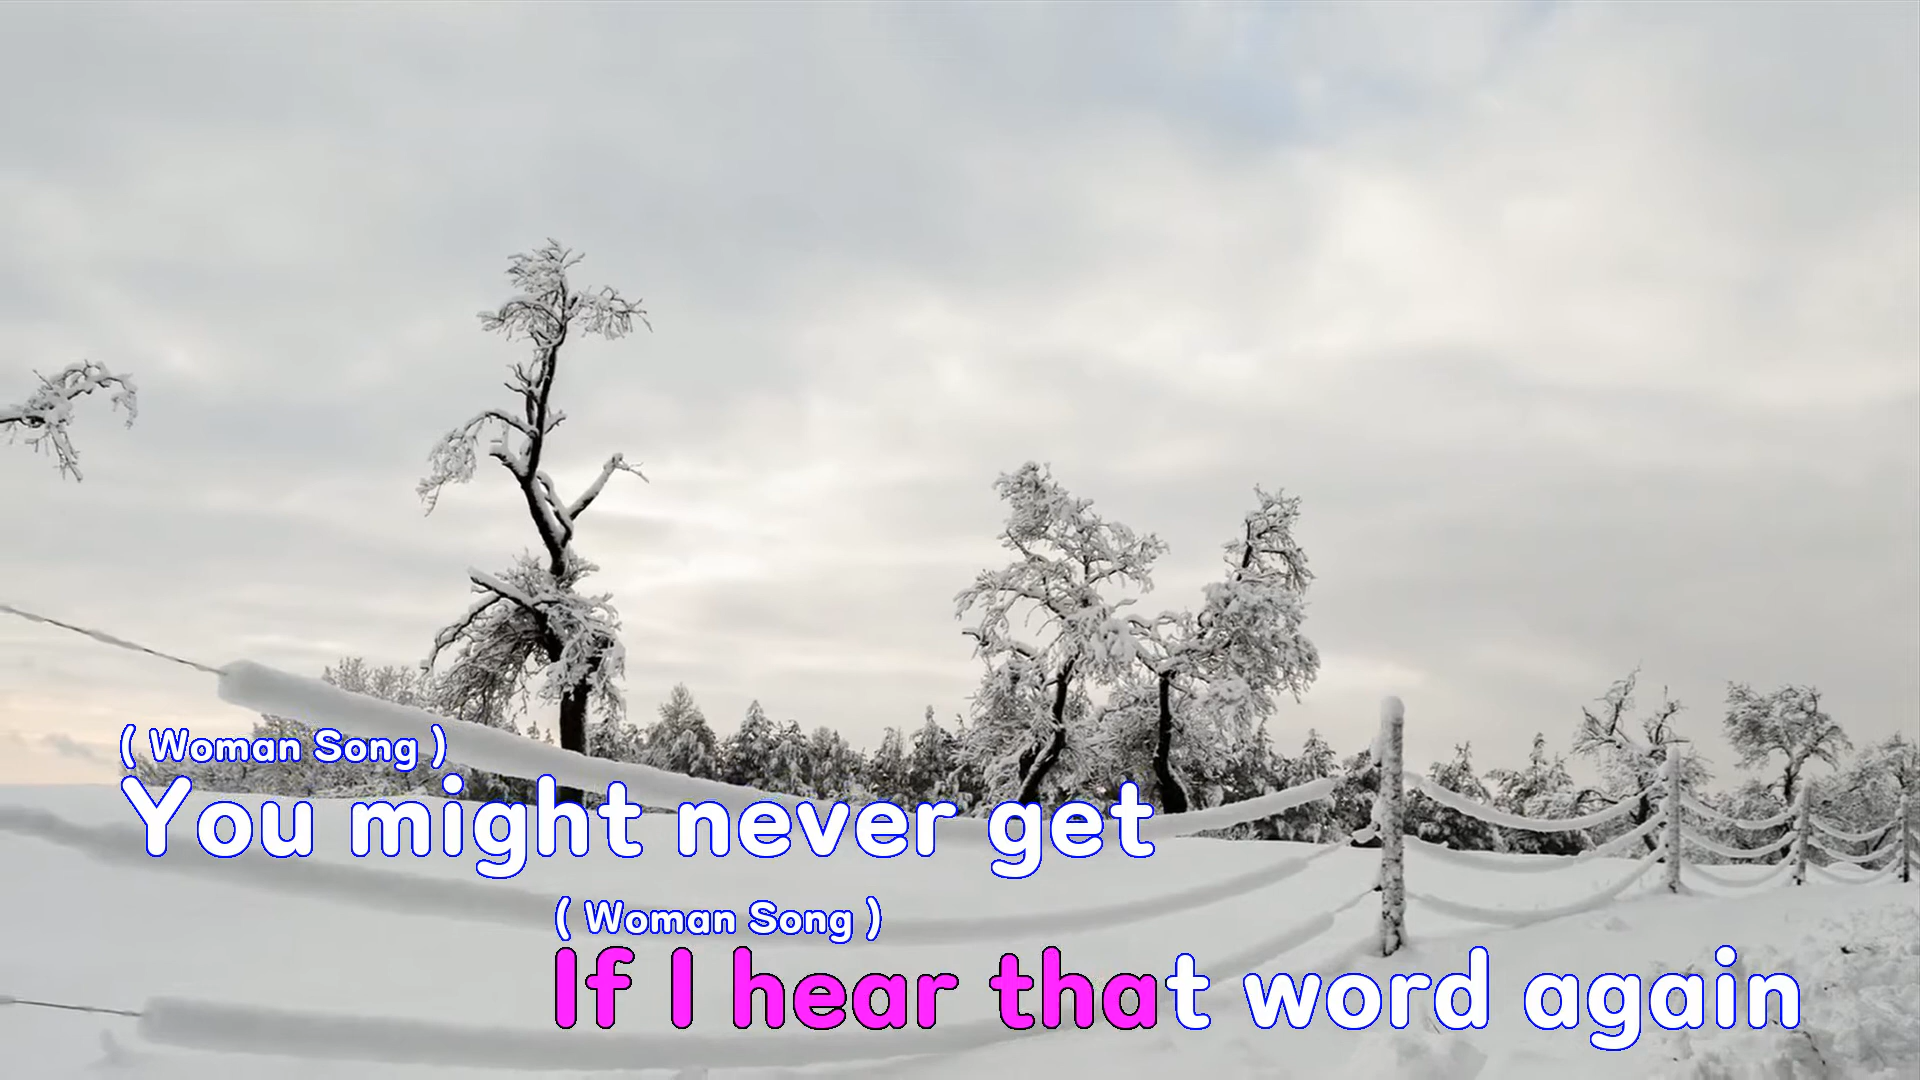 ( Woman Song )
You might never get
( Woman Song )
If I hear that word again